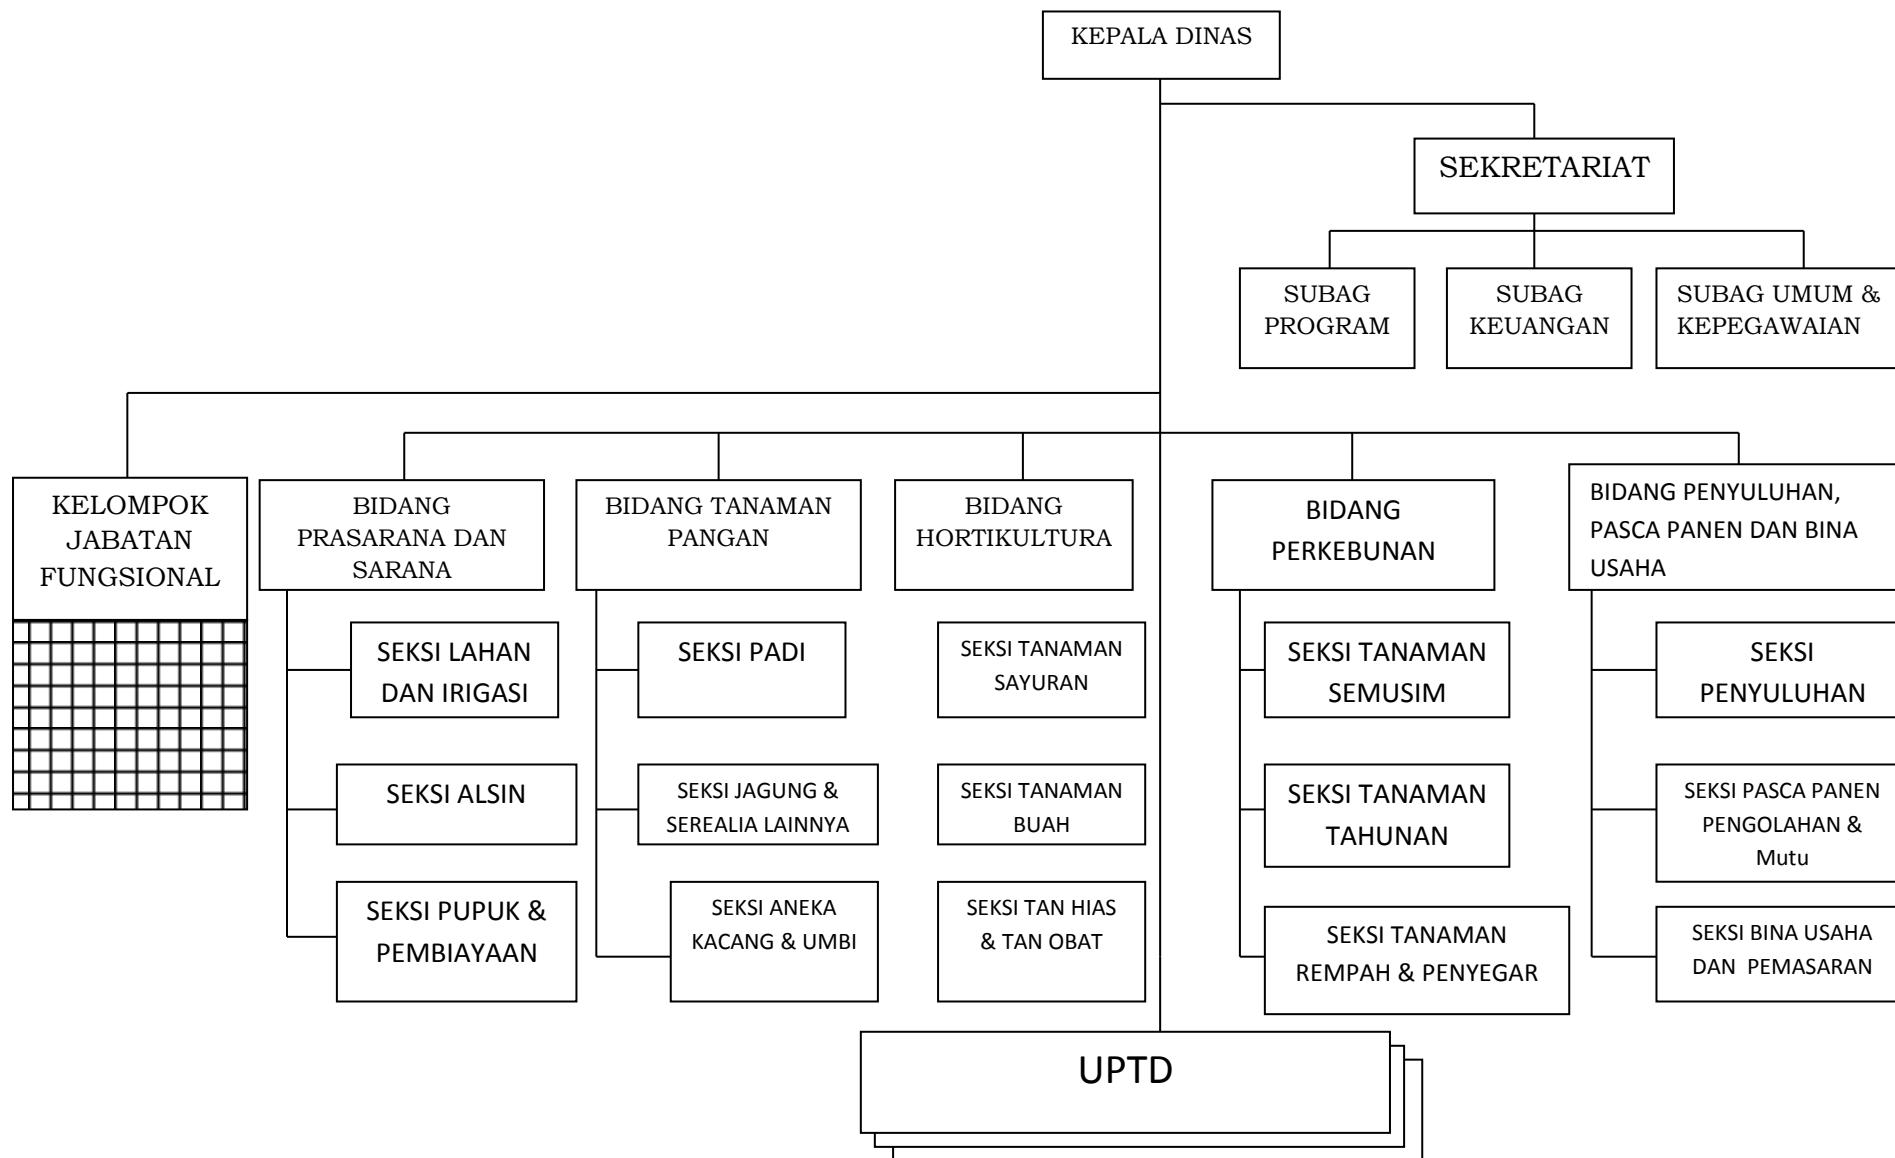 KEPALA DINAS
SEKRETARIAT
SUBAG
PROGRAM
SUBAG
KEUANGAN
SUBAG UMUM &
KEPEGAWAIAN
KELOMPOK
JABATAN
FUNGSIONAL
BIDANG
PRASARANA DAN
SARANA
BIDANG TANAMAN
PANGAN
BIDANG
HORTIKULTURA
BIDANG
PERKEBUNAN
BIDANG PENYULUHAN,
PASCA PANEN DAN BINA
USAHA
SEKSI LAHAN
DAN IRIGASI
SEKSI PADI
SEKSI TANAMAN
SAYURAN
SEKSI TANAMAN
SEMUSIM
SEKSI
PENYULUHAN
SEKSI ALSIN
SEKSI JAGUNG &
SEREALIA LAINNYA
SEKSI TANAMAN
BUAH
SEKSI TANAMAN
TAHUNAN
SEKSI PASCA PANEN
PENGOLAHAN &
Mutu
SEKSI PUPUK &
PEMBIAYAAN
SEKSI ANEKA
KACANG & UMBI
SEKSI TAN HIAS
& TAN OBAT
SEKSI TANAMAN
REMPAH & PENYEGAR
SEKSI BINA USAHA
DAN PEMASARAN
UPTD